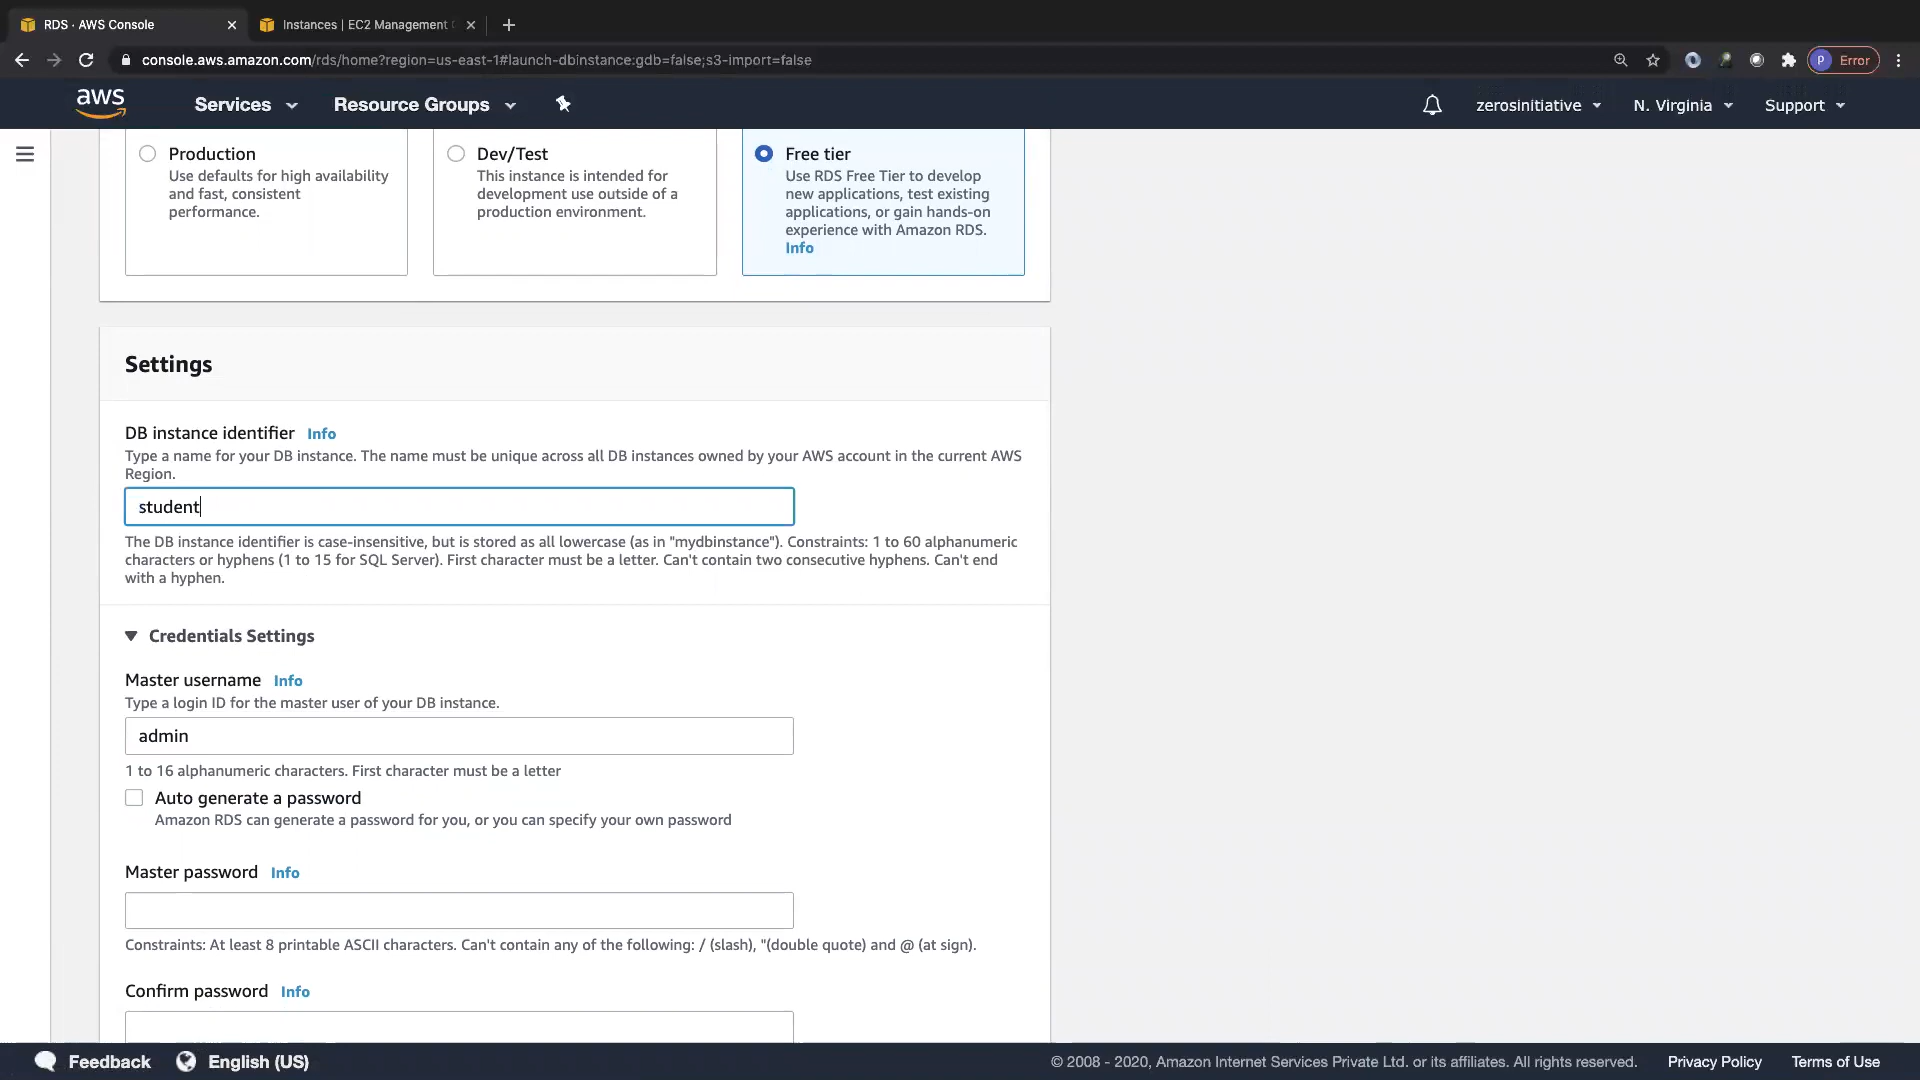 RDS · AWS Console
Instances | EC2 Management
console.aws.amazon.com/rds/home?region=us-east-1#launch-dbinstance:gdb=false;s3-import=false
P Error
aws
Services
Resource Groups
zerosinitiative
N. Virginia
Support
Production
Use defaults for high availability
and fast, consistent
performance.
Dev/Test
This instance is intended for
development use outside of a
production environment.
Free tier
Use RDS Free Tier to develop
new applications, test existing
applications, or gain hands-on
experience with Amazon RDS.
Info
Settings
DB instance identifier Info
Type a name for your DB instance. The name must be unique across all DB instances owned by your AWS account in the current AWS
Region.
student
The DB instance identifier is case-insensitive, but is stored as all lowercase (as in "mydbinstance"). Constraints: 1 to 60 alphanumeric
characters or hyphens (1 to 15 for SQL Server). First character must be a letter. Can't contain two consecutive hyphens. Can't end
with a hyphen.
Credentials Settings
Master username Info
Type a login ID for the master user of your DB instance.
admin
1 to 16 alphanumeric characters. First character must be a letter
Auto generate a password
Amazon RDS can generate a password for you, or you can specify your own password
Master password Info
Constraints: At least 8 printable ASCII characters. Can't contain any of the following: / (slash), "(double quote) and @ (at sign).
Confirm password Info
Feedback
English (US)
© 2008 - 2020, Amazon Internet Services Private Ltd. or its affiliates. All rights reserved.
Privacy Policy
Terms of Use